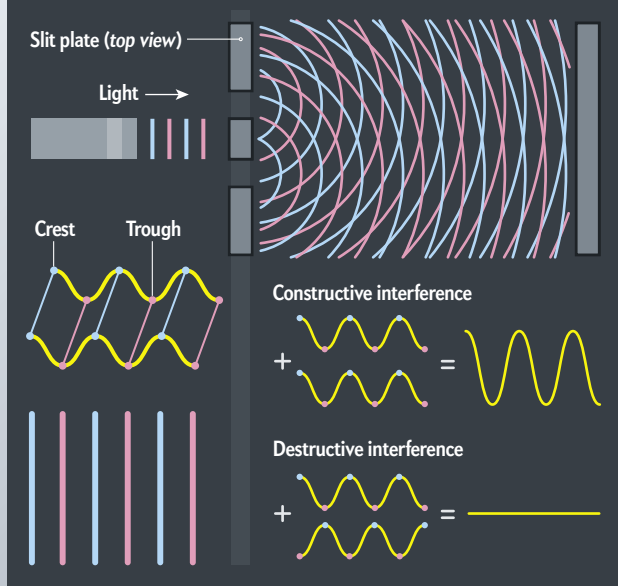 Slit plate (top view)
Light
Crest
Trough
Constructive interference
+
=
Destructive interference
+
=